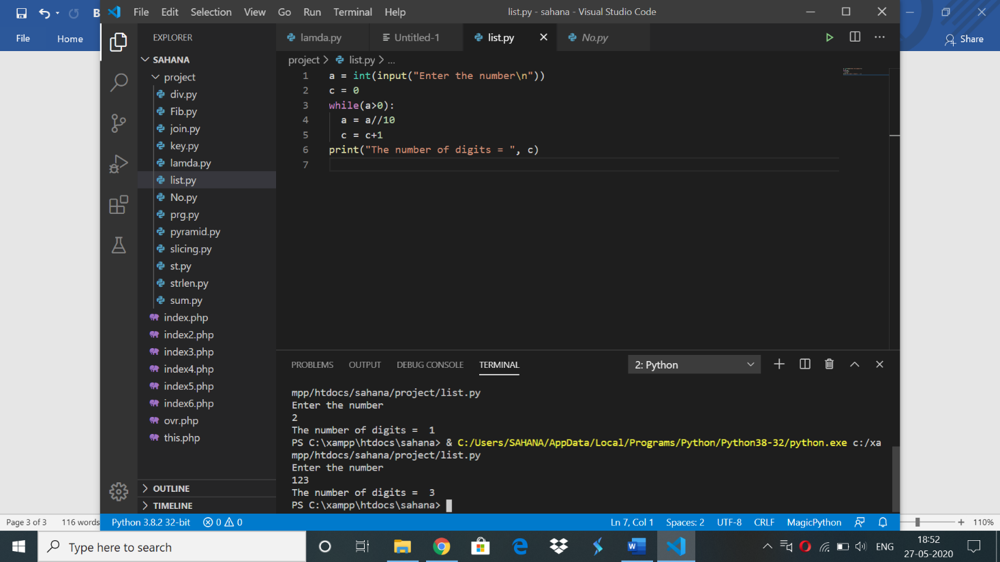 B
File Edit Selection View Go Run Terminal Help
list.py - sahana - Visual Studio Code
File Home
Share
EXPLORER
SAHANA
project
div.py
Fib.py
join.py
key.py
lamda.py
list.py
No.py
prg.py
pyramid.py
slicing.py
st.py
strlen.py
sum.py
index.php
index2.php
index3.php
index4.php
index5.php
index6.php
ovr.php
this.php
OUTLINE
TIMELINE
lamda.py Untitled-1 list.py No.py
project > list.py > ...
1 a = int(input("Enter the number\n"))
2 c = 0
3 while(a>0):
4 a = a//10
5 c = c+1
6 print("The number of digits = ", c)
7
PROBLEMS OUTPUT DEBUG CONSOLE TERMINAL 2: Python
mpp/htdocs/sahana/project/list.py
Enter the number
2
The number of digits =  1
PS C:\xampp\htdocs\sahana> & C:/Users/SAHANA/AppData/Local/Programs/Python/Python38-32/python.exe c:/xa
mpp/htdocs/sahana/project/list.py
Enter the number
123
The number of digits =  3
PS C:\xampp\htdocs\sahana>
Page 3 of 3 116 words
Python 3.8.2 32-bit 0 0 Ln 7, Col 1 Spaces: 2 UTF-8 CRLF MagicPython
110%
Type here to search
ENG
18:52
27-05-2020